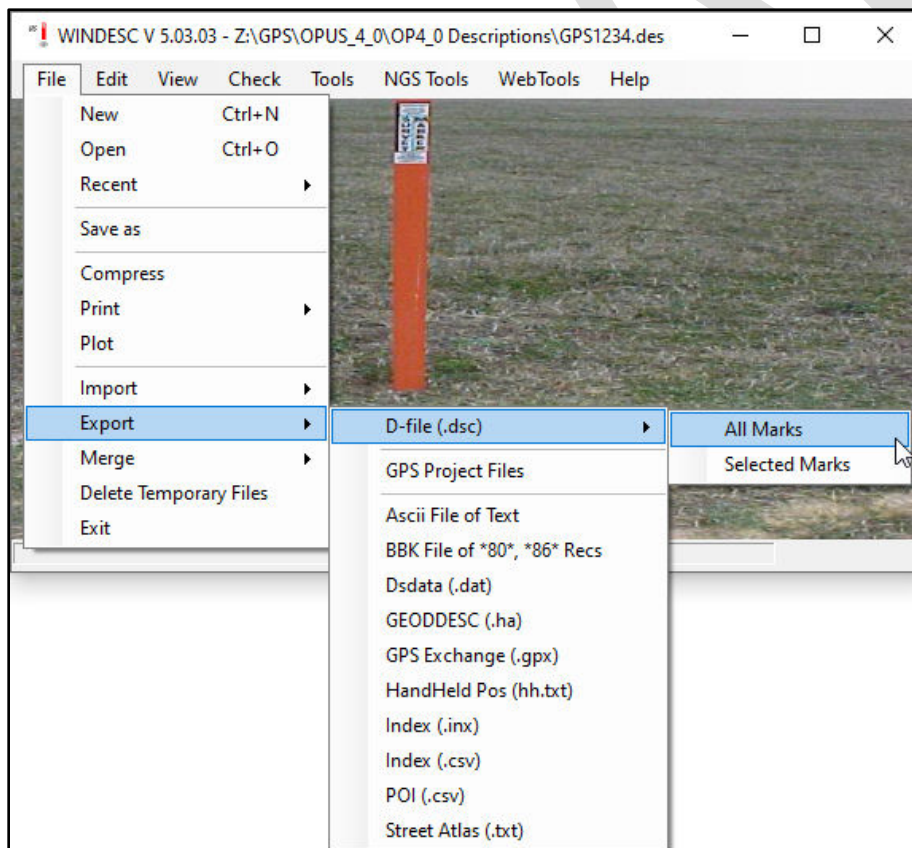 WINDESC V 5.03.03 - Z:\GPS\OPUS_4_0\OP4_0 Descriptions\GPS1234.des
File Edit View Check Tools NGS Tools WebTools Help
New Ctrl+N
Open Ctrl+O
Recent
Save as
Compress
Print
Plot
Import
Export
Merge
Delete Temporary Files
Exit
D-file (.dsc)
GPS Project Files
Ascii File of Text
BBK File of *80*, *86* Recs
Dsdata (.dat)
GEODDESC (.ha)
GPS Exchange (.gpx)
HandHeld Pos (hh.txt)
Index (.inx)
Index (.csv)
POI (.csv)
Street Atlas (.txt)
All Marks
Selected Marks